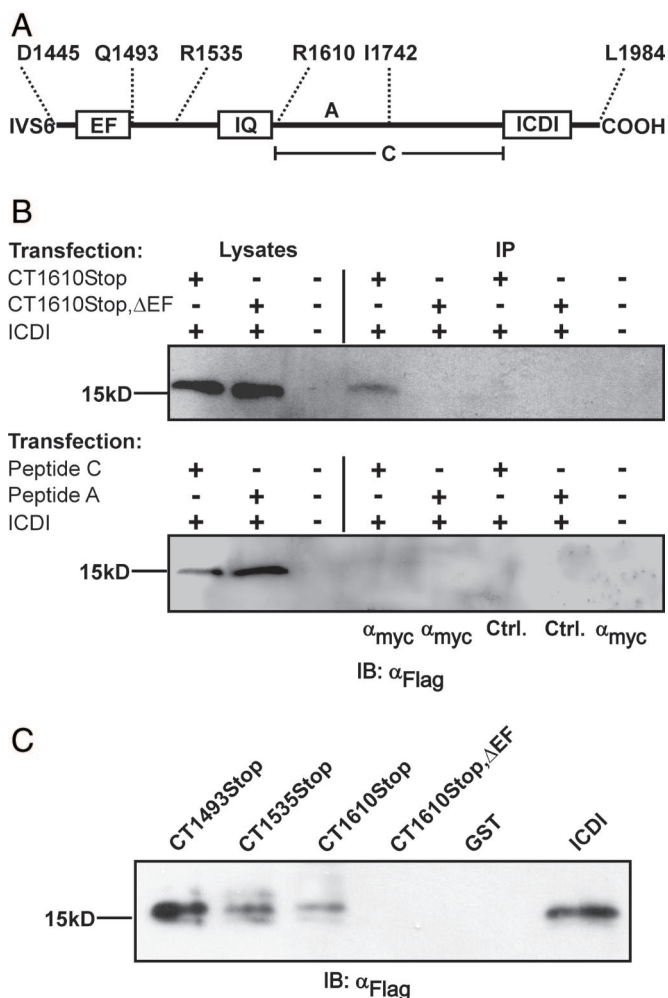 A
D1445 Q1493 R1535 R1610 I1742 L1984
IVS6 EF IQ A ICDI COOH
C
B
Transfection: Lysates IP
CT1610Stop + - - + - + - -
CT1610Stop,ΔEF - + - - + - + -
ICDI + + - + + + + -
15kD
Transfection:
Peptide C + - - + - + - -
Peptide A - + - - + - + -
ICDI + + - + + + + -
15kD
αmyc αmyc Ctrl. Ctrl. αmyc
IB: αFlag
C
CT1493Stop CT1535Stop CT1610Stop CT1610Stop,ΔEF GST ICDI
15kD
IB: αFlag